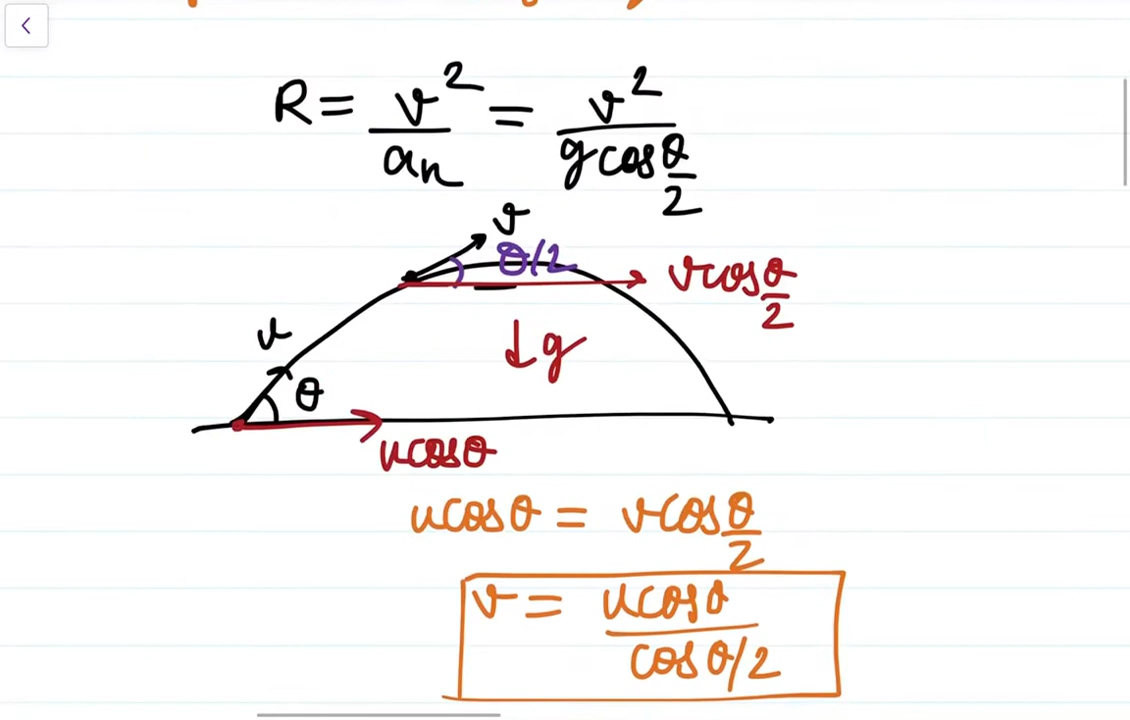 R = v²/aₙ = v²/(g cos θ/2)
v
θ/2
v cos θ/2
u
θ
↓g
u cos θ
u cos θ = v cos θ/2
v = u cos θ / cos θ/2